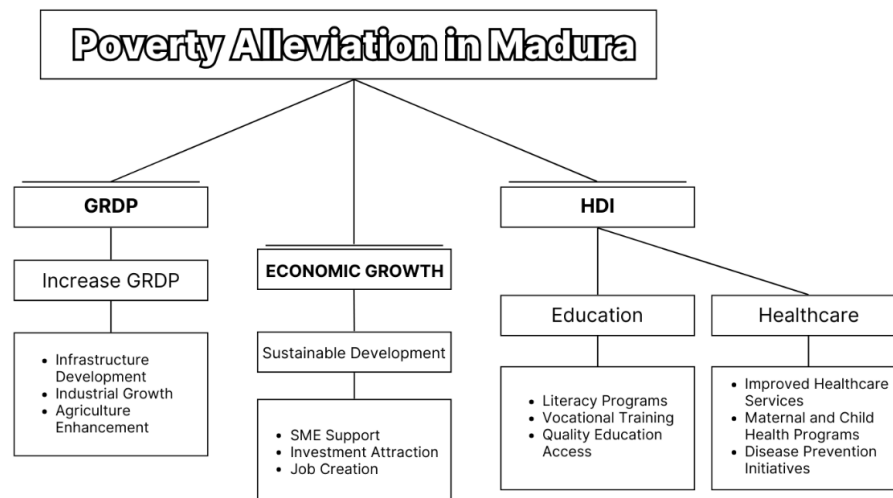 Poverty Alleviation in Madura
GRDP
Increase GRDP
• Infrastructure
Development
• Industrial Growth
• Agriculture
Enhancement
ECONOMIC GROWTH
Sustainable Development
• SME Support
• Investment Attraction
• Job Creation
HDI
Education
• Literacy Programs
• Vocational Training
• Quality Education
Access
Healthcare
• Improved Healthcare
Services
• Maternal and Child
Health Programs
• Disease Prevention
Initiatives